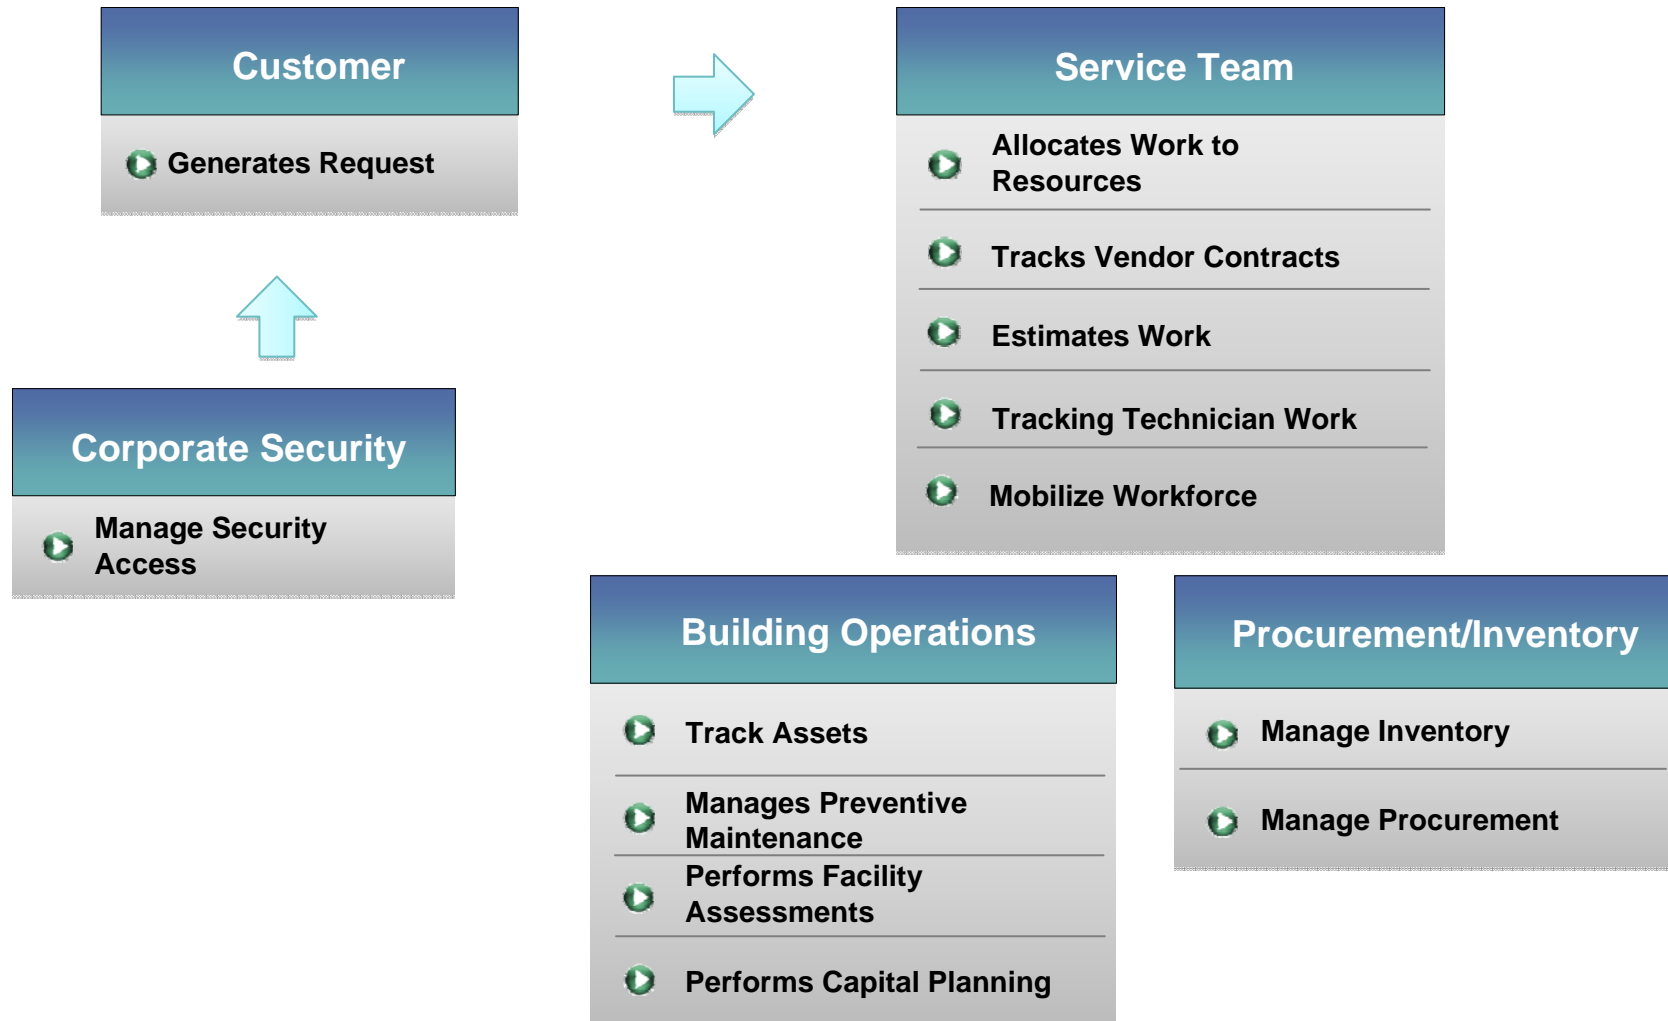 Customer
Generates Request
Service Team
Allocates Work to
Resources
Tracks Vendor Contracts
Estimates Work
Tracking Technician Work
Mobilize Workforce
Corporate Security
Manage Security
Access
Building Operations
Track Assets
Manages Preventive
Maintenance
Performs Facility
Assessments
Performs Capital Planning
Procurement/Inventory
Manage Inventory
Manage Procurement